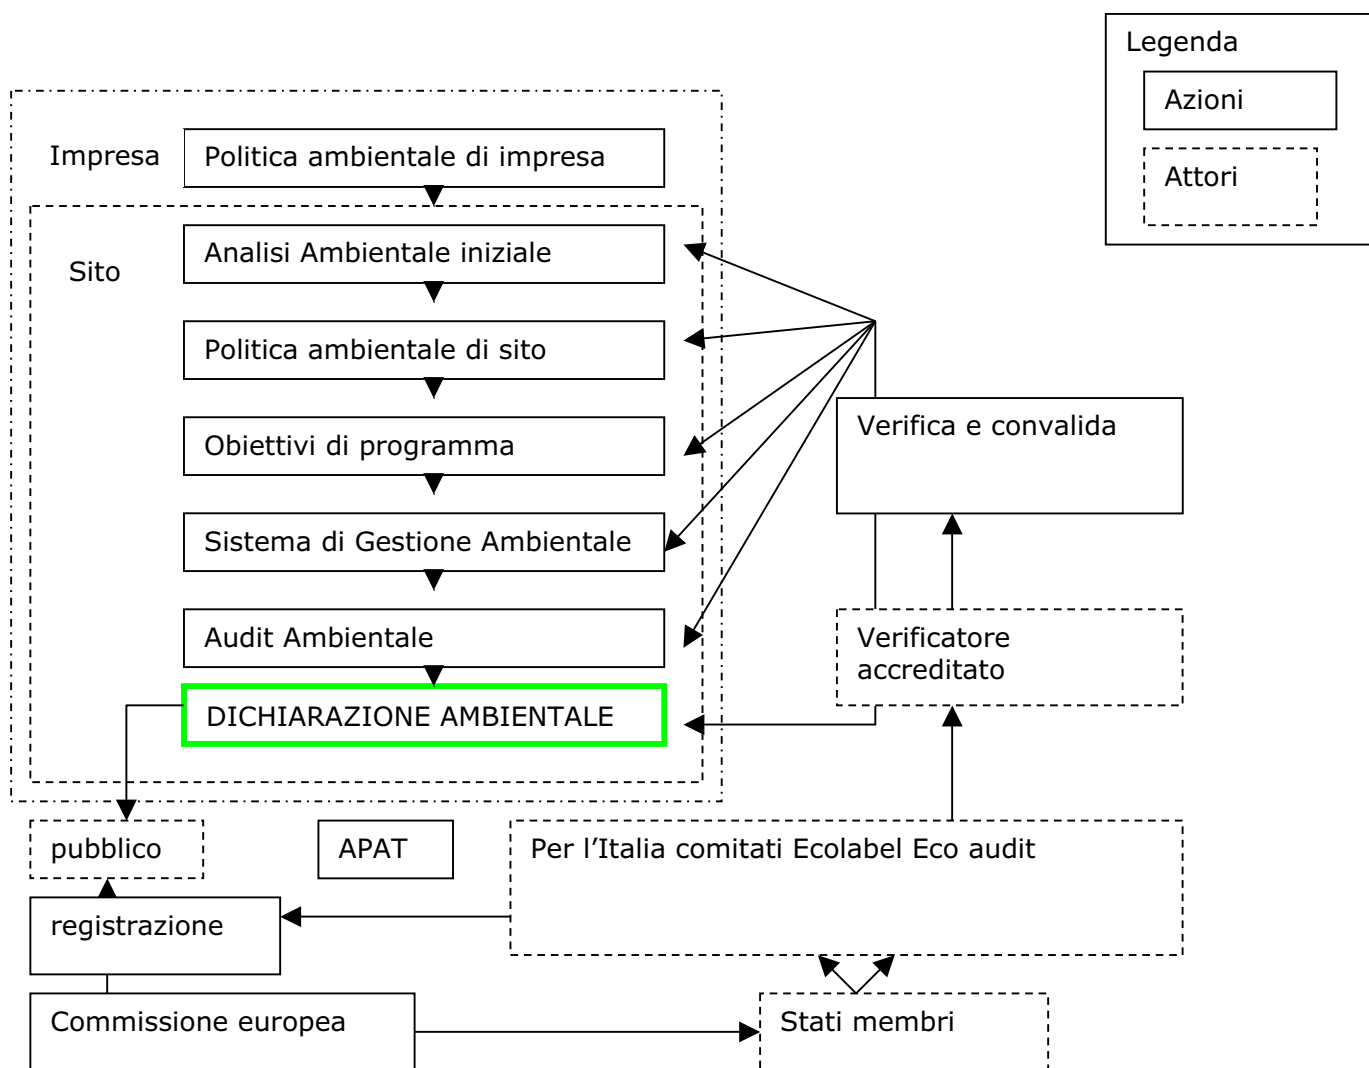 Legenda
Azioni
Attori
Impresa
Politica ambientale di impresa
Sito
Analisi Ambientale iniziale
Politica ambientale di sito
Obiettivi di programma
Sistema di Gestione Ambientale
Audit Ambientale
DICHIARAZIONE AMBIENTALE
Verifica e convalida
Verificatore
accreditato
pubblico
APAT
Per l'Italia comitati Ecolabel Eco audit
registrazione
Commissione europea
Stati membri